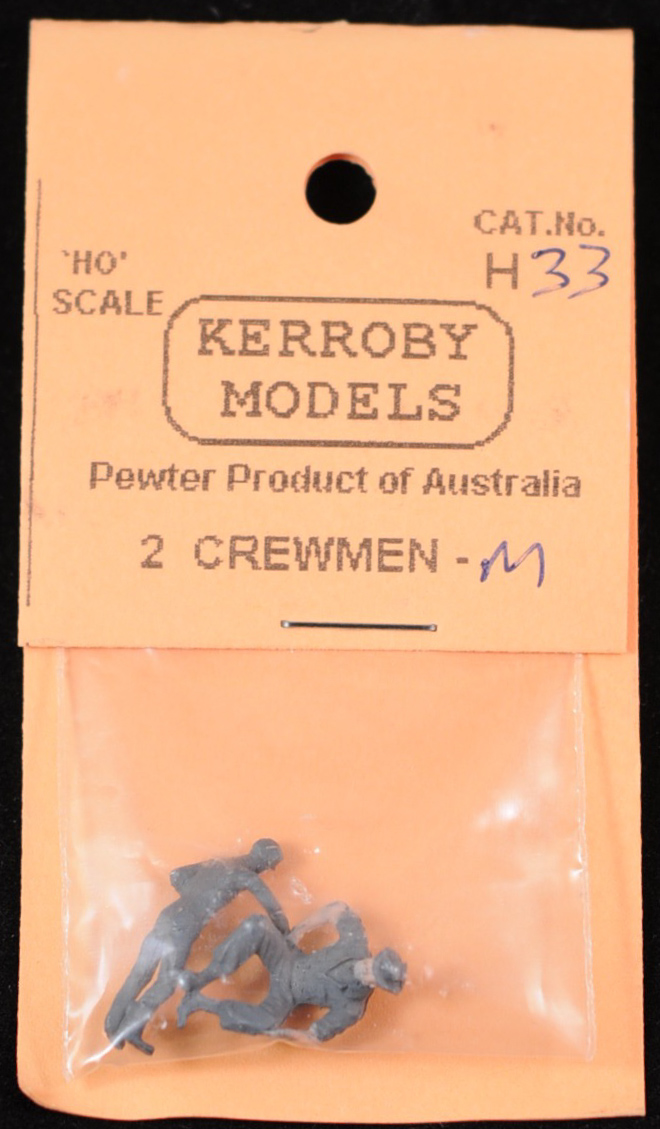 CAT.No.
'HO'
H33
SCALE
KERROBY
MODELS
Pewter Product of Australia
2 CREWMEN - M